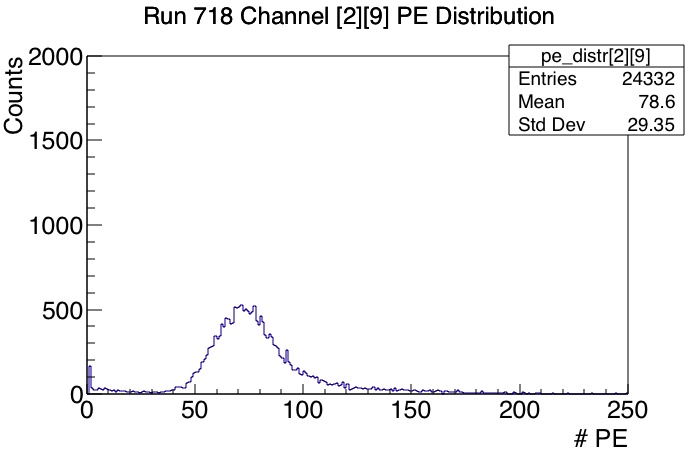 Run 718 Channel [2][9] PE Distribution
pe_distr[2][9]
Entries 24332
Mean 78.6
Std Dev 29.35
Counts
2000
1500
1000
500
0
0 50 100 150 200 250
# PE